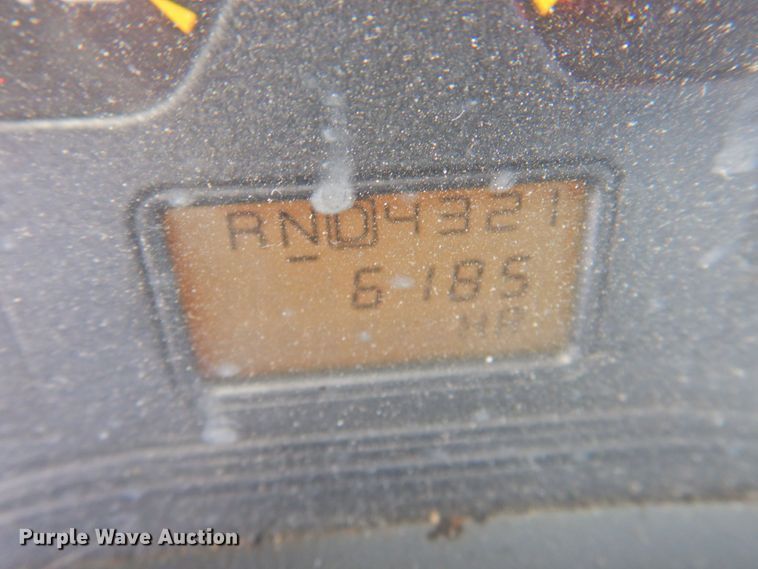 RND4321
6185
HR
Purple Wave Auction